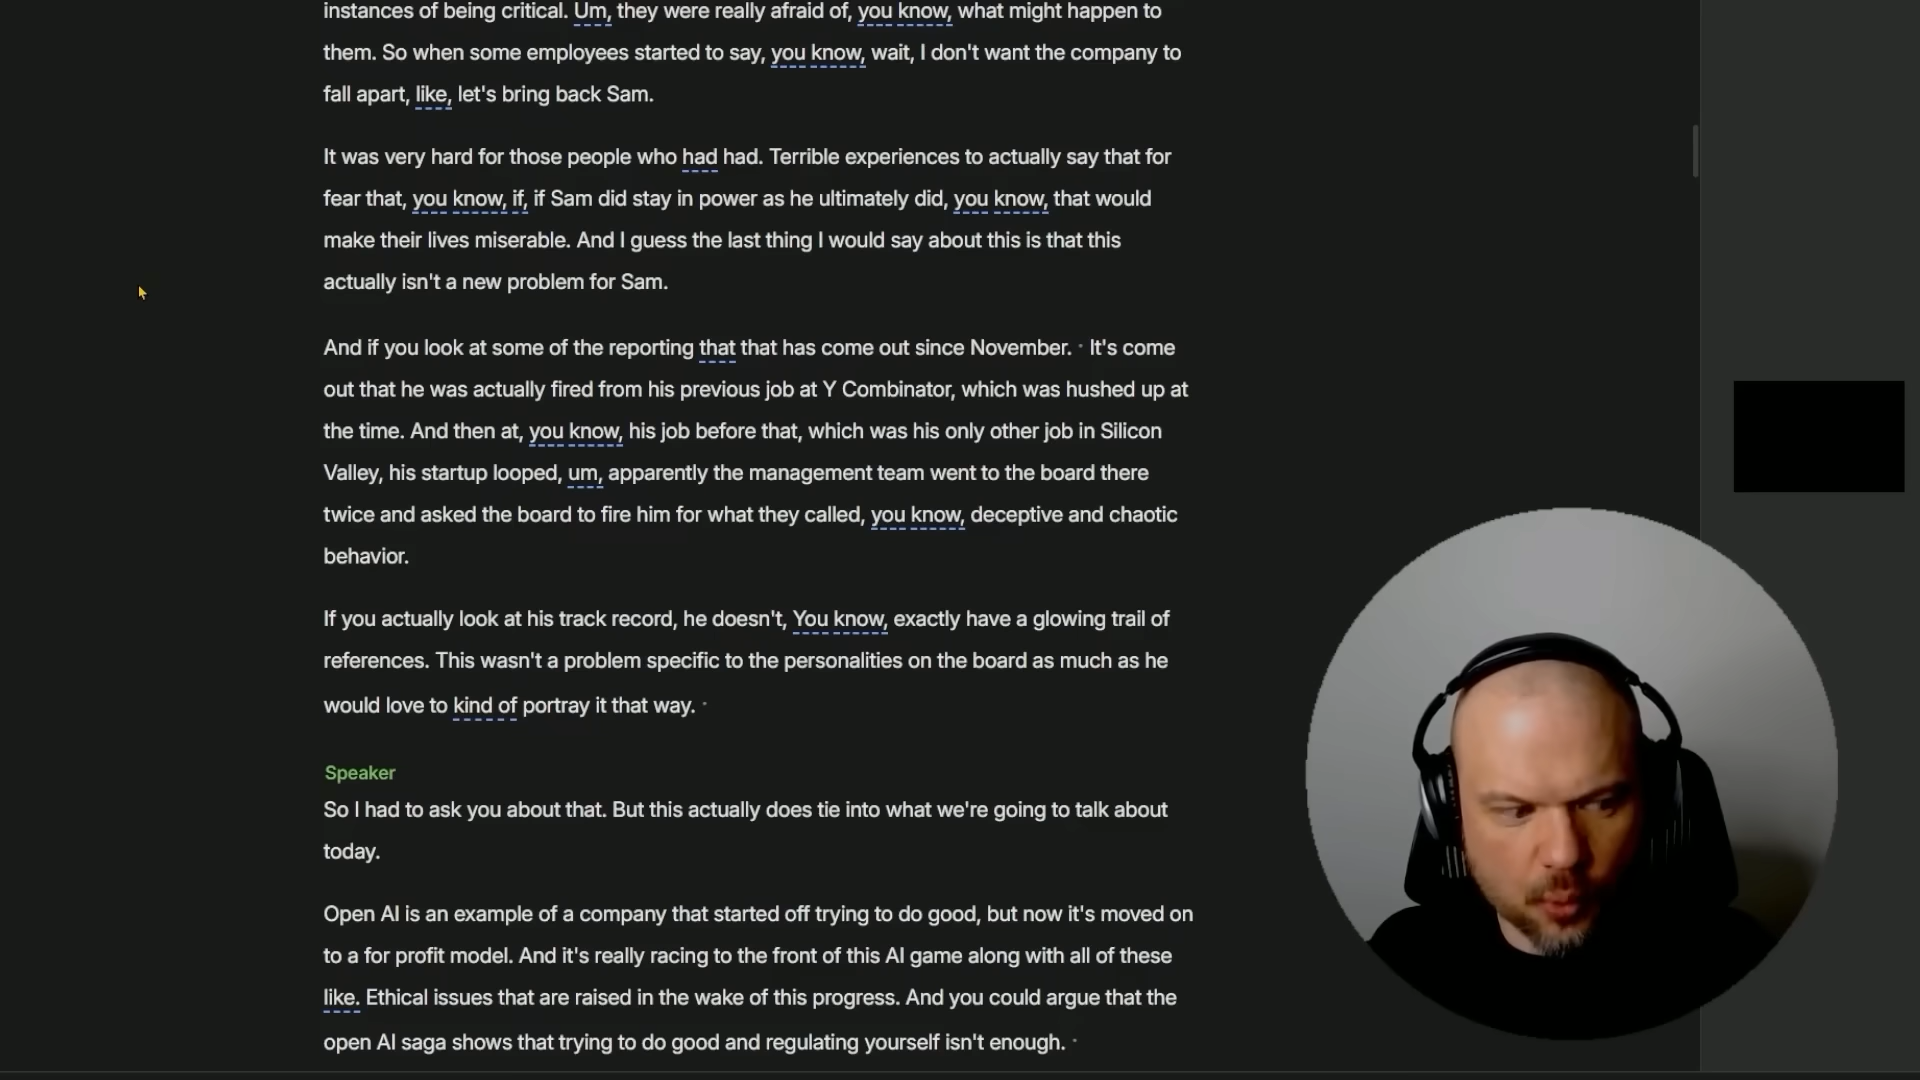 instances of being critical. Um, they were really afraid of, you know, what might happen to
them. So when some employees started to say, you know, wait, I don't want the company to
fall apart, like, let's bring back Sam.
It was very hard for those people who had had. Terrible experiences to actually say that for
fear that, you know, if, if Sam did stay in power as he ultimately did, you know, that would
make their lives miserable. And I guess the last thing I would say about this is that this
actually isn't a new problem for Sam.
And if you look at some of the reporting that that has come out since November. · It's come
out that he was actually fired from his previous job at Y Combinator, which was hushed up at
the time. And then at, you know, his job before that, which was his only other job in Silicon
Valley, his startup looped, um, apparently the management team went to the board there
twice and asked the board to fire him for what they called, you know, deceptive and chaotic
behavior.
If you actually look at his track record, he doesn't, You know, exactly have a glowing trail of
references. This wasn't a problem specific to the personalities on the board as much as he
would love to kind of portray it that way. ·
Speaker
So I had to ask you about that. But this actually does tie into what we're going to talk about
today.
Open AI is an example of a company that started off trying to do good, but now it's moved on
to a for profit model. And it's really racing to the front of this AI game along with all of these
like. Ethical issues that are raised in the wake of this progress. And you could argue that the
open AI saga shows that trying to do good and regulating yourself isn't enough. ·